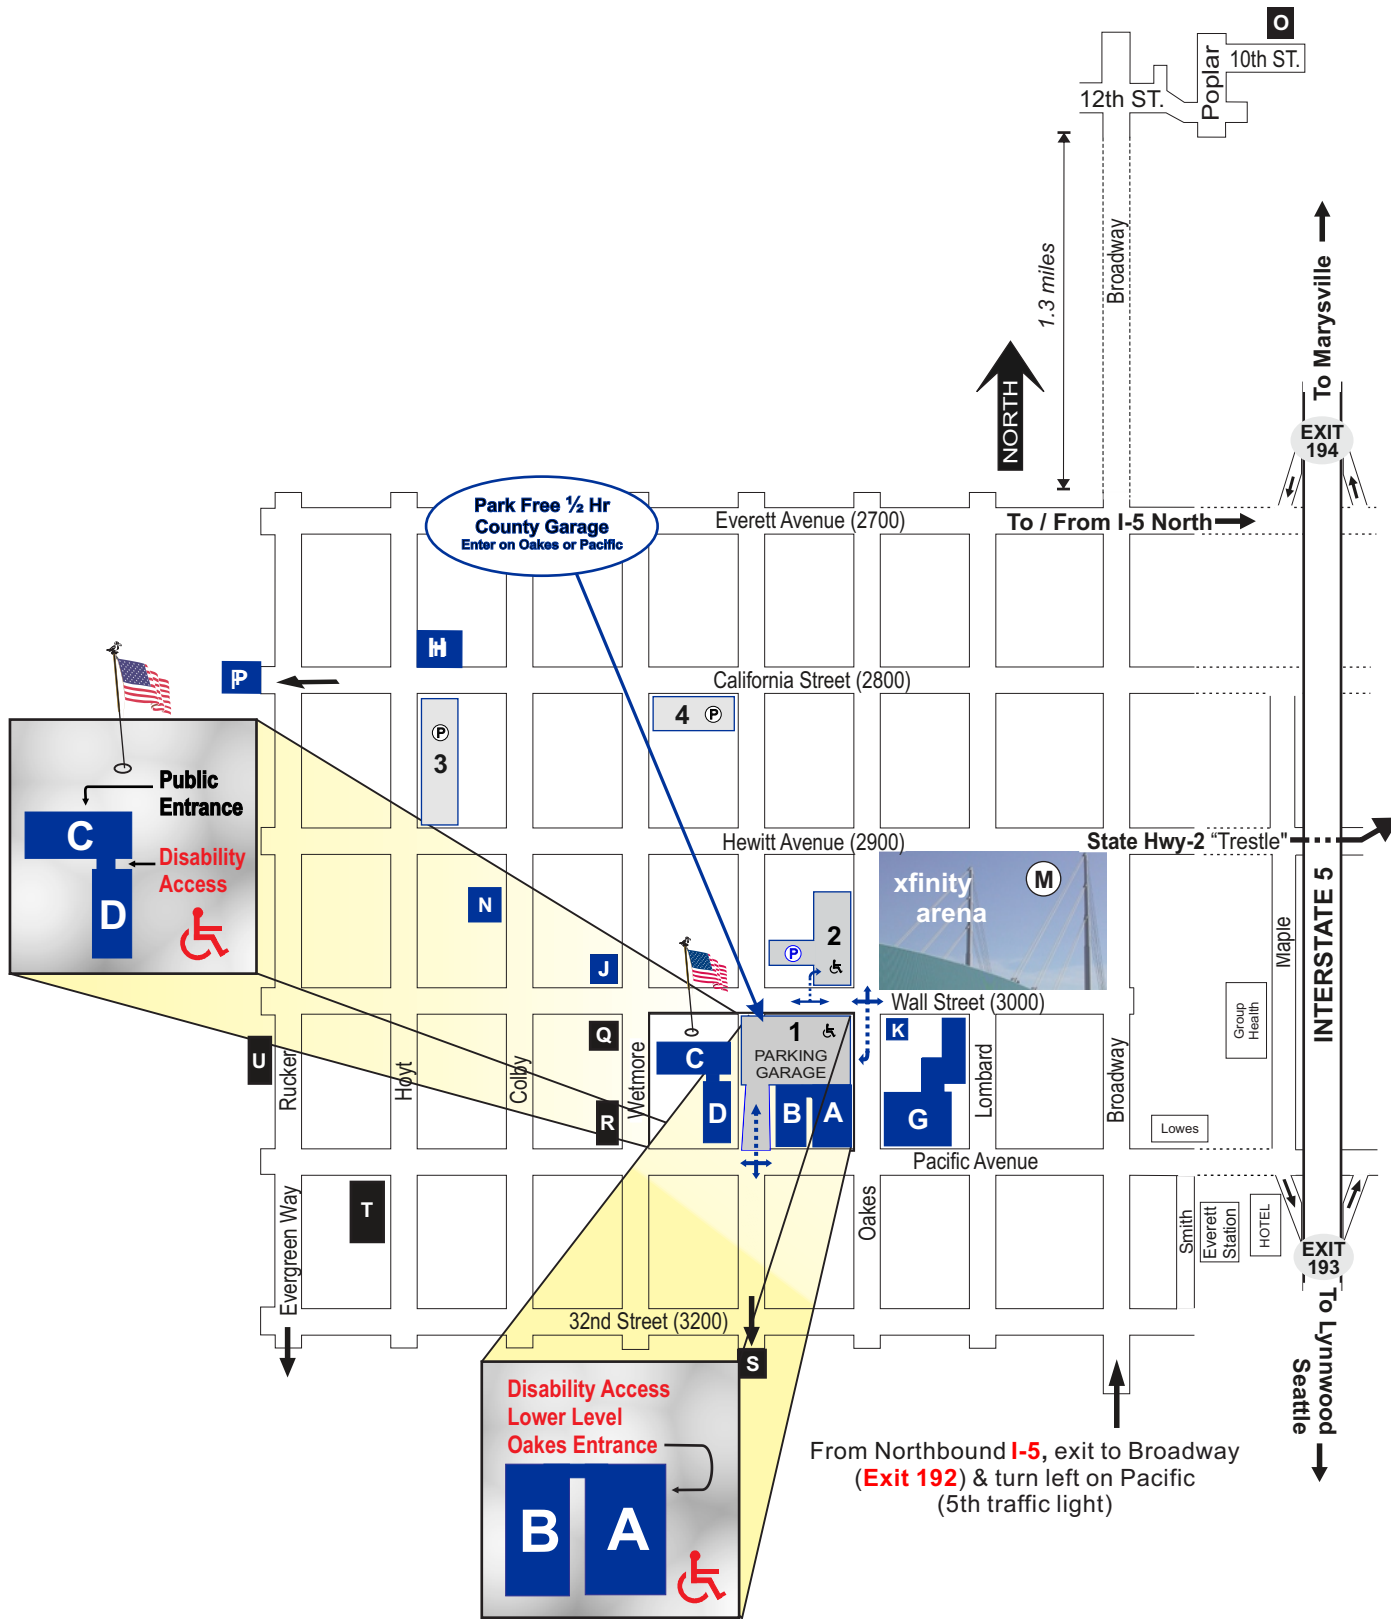 O
10th ST.
Poplar
12th ST.
Broadway
1.3 miles
NORTH
To Marysville
EXIT
194
Park Free ½ Hr
County Garage
Enter on Oakes or Pacific
Everett Avenue (2700)
To / From I-5 North
H
P
California Street (2800)
4 P
P
3
Public
Entrance
C
Disability
Access
D
Hewitt Avenue (2900)
State Hwy-2 “Trestle"
xfinity
arena
M
INTERSTATE 5
Maple
N
2
P
J
Wall Street (3000)
Group
Health
Q
1
PARKING
GARAGE
K
C
U
Rucker
Hoyt
Colby
Wetmore
Lombard
Broadway
R
D
B
A
G
Lowes
Pacific Avenue
T
Evergreen Way
Oakes
Smith
Everett
Station
HOTEL
EXIT
193
32nd Street (3200)
S
To Lynnwood
Seattle
Disability Access
Lower Level
Oakes Entrance
B A
From Northbound I-5, exit to Broadway
(Exit 192) & turn left on Pacific
(5th traffic light)